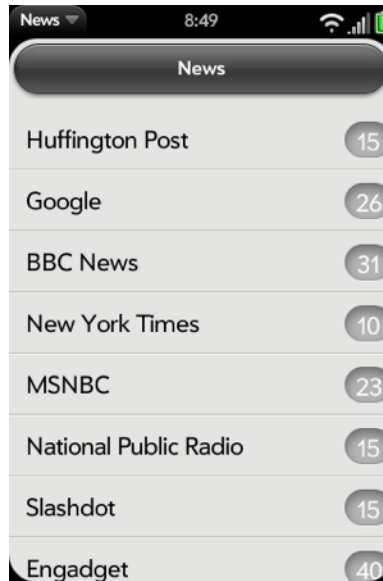 News 8:49
News
Huffington Post 15
Google 26
BBC News 31
New York Times 10
MSNBC 23
National Public Radio 15
Slashdot 15
Engadget 40